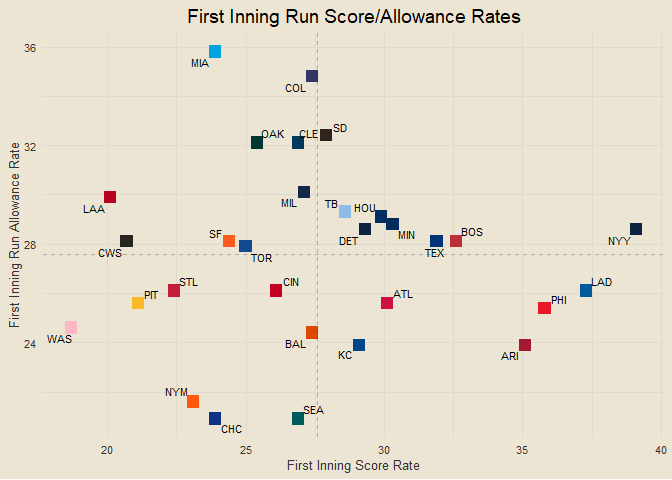 First Inning Run Score/Allowance Rates
36
MIA
COL
OAK
CLE
SD
32
MIL
TB
HOU
LAA
MIN
DET
BOS
NYY
SF
CWS
TOR
TEX
28
First Inning Run Allowance Rate
STL
CIN
LAD
PIT
ATL
PHI
WAS
BAL
KC
ARI
24
NYM
SEA
CHC
20
25
30
35
40
First Inning Score Rate